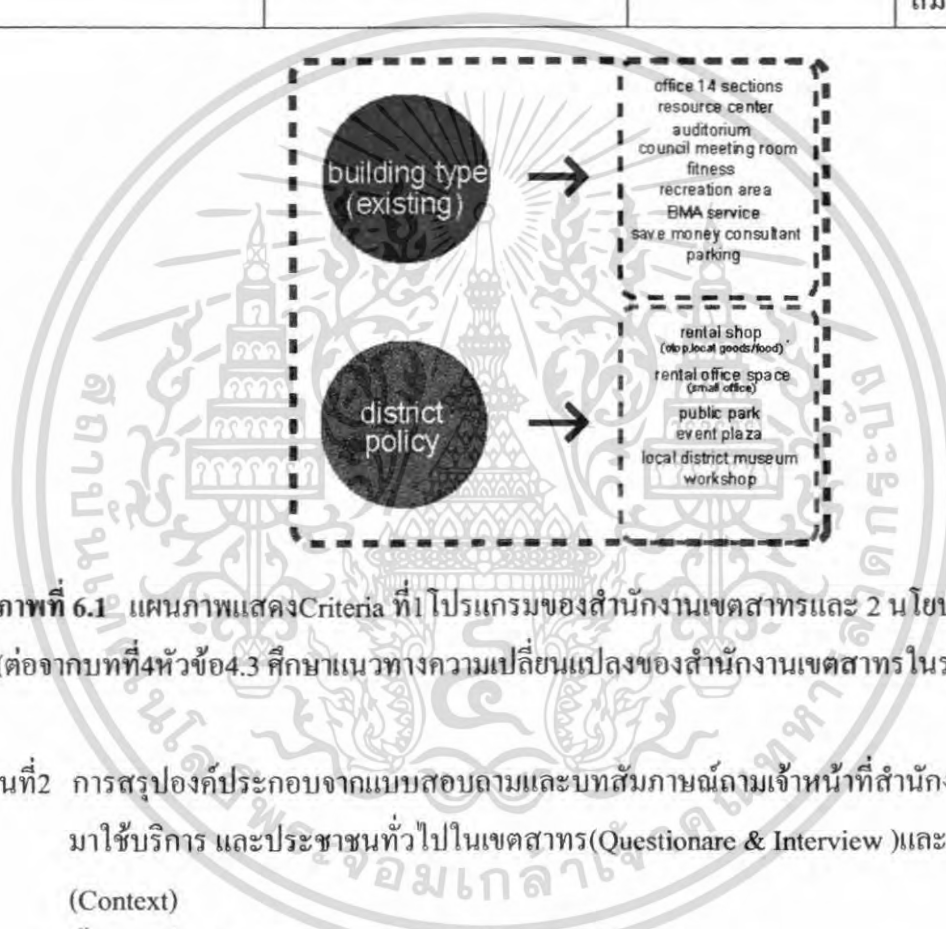 building type
(existing)
office 14 sections
resource center
auditorium
council meeting room
fitness
recreation area
BMA service
save money consultant
parking
district
policy
rental shop
(otop,local goods/food)
rental office space
(small office)
public park
event plaza
local district museum
workshop
ภาพที่ 6.1 แผนภาพแสดงCriteria ที่1โปรแกรมของสำนักงานเขตสาทรและ 2 นโยบ
(ต่อจากบทที่4หัวข้อ4.3 ศึกษาแนวทางความเปลี่ยนแปลงของสำนักงานเขตสาทรใน
นที่2 การสรุปองค์ประกอบจากแบบสอบถามและบทสัมภาษณ์ถามเจ้าหน้าที่สำนักง
มาใช้บริการ และประชาชนทั่วไปในเขตสาทร(Questionare & Interview )และ
(Context)